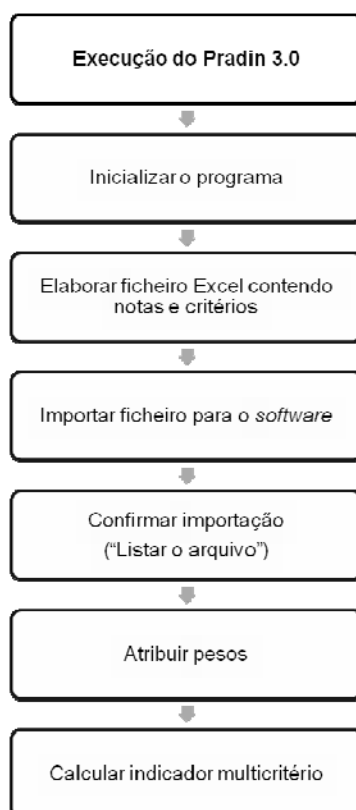 Execução do Pradin 3.0
Inicializar o programa
Elaborar ficheiro Excel contendo
notas e critérios
Importar ficheiro para o software
Confirmar importação
(“Listar o arquivo”)
Atribuir pesos
Calcular indicador multicritério